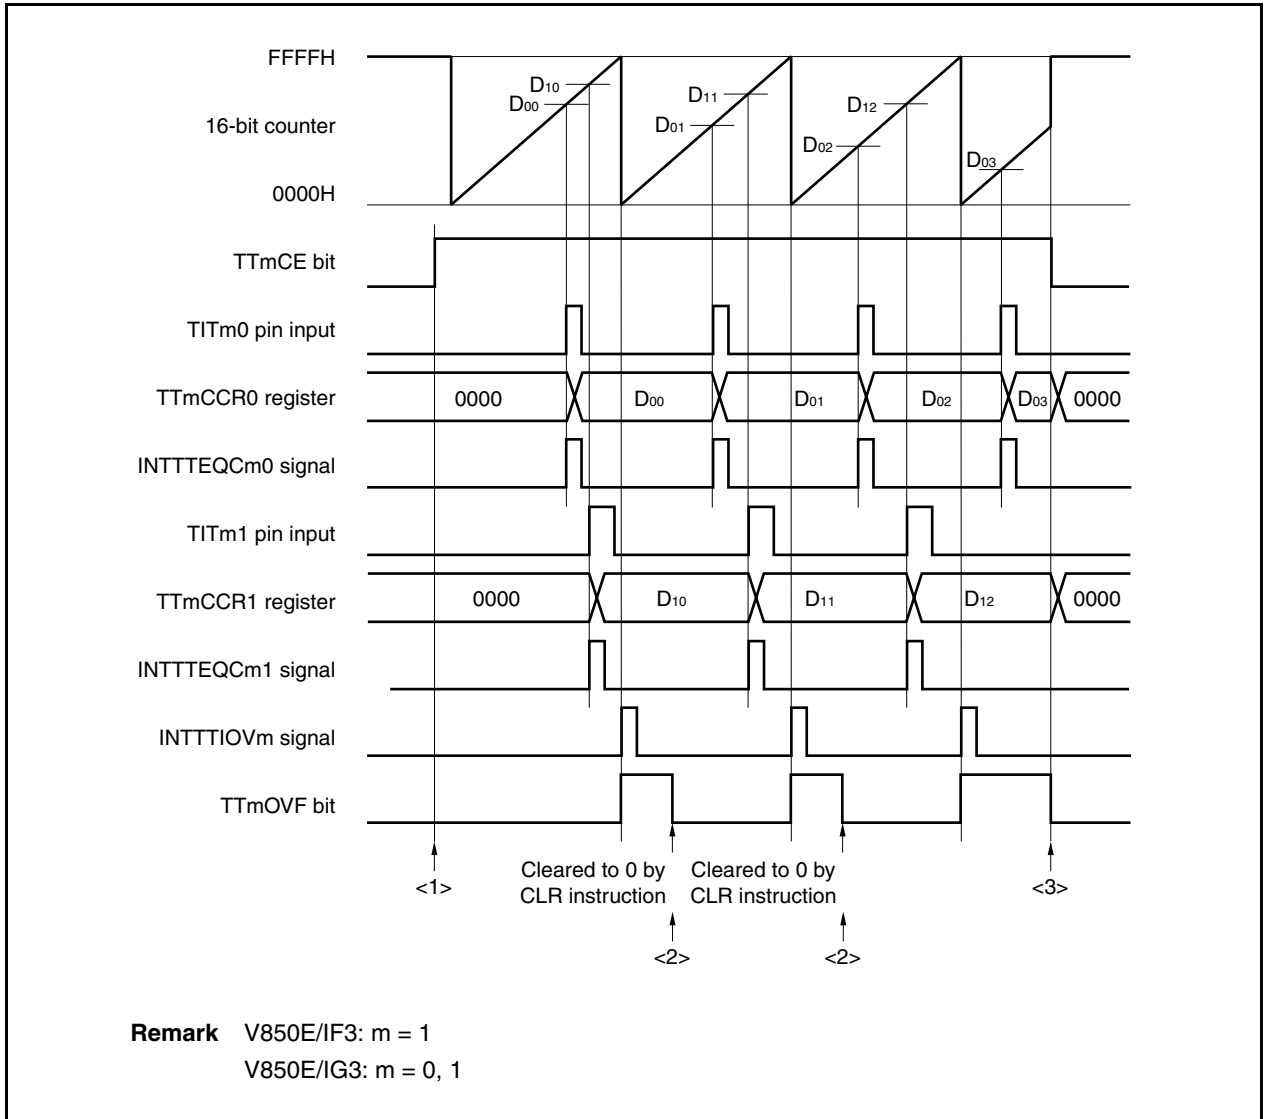 FFFFH
D10
D00
D11
D12
16-bit counter
D01
D02
D03
0000H
TTmCE bit
TITm0 pin input
TTmCCR0 register
0000
D00
D01
D02
D03
0000
INTTTEQCm0 signal
TITm1 pin input
TTmCCR1 register
0000
D10
D11
D12
0000
INTTTEQCm1 signal
INTTTIOVm signal
TTmOVF bit
<1>
Cleared to 0 by
CLR instruction
Cleared to 0 by
CLR instruction
<3>
<2>
<2>
Remark V850E/IF3: m = 1
V850E/IG3: m = 0, 1